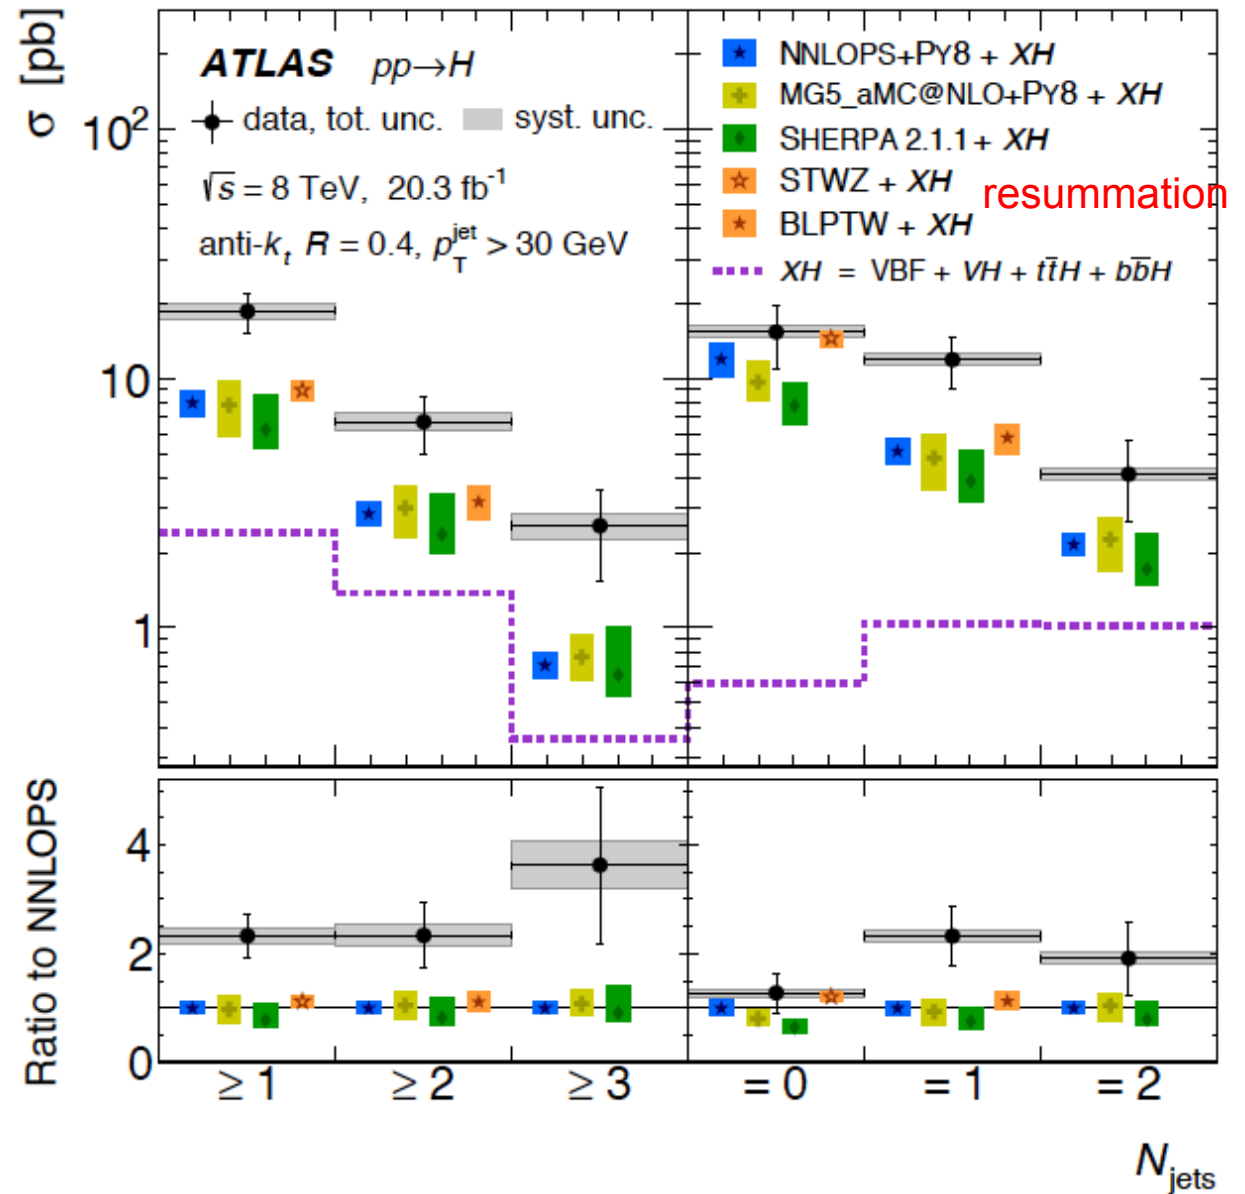 σ [pb]
ATLAS pp→H
data, tot. unc. syst. unc.
√s = 8 TeV, 20.3 fb⁻¹
anti-kₜ R = 0.4, p_T^jet > 30 GeV
NNLOPS+PY8 + XH
MG5_aMC@NLO+PY8 + XH
SHERPA 2.1.1 + XH
STWZ + XH
resummation
BLPTW + XH
XH = VBF + VH + tt̄H + bb̄H
10²
10
1
Ratio to NNLOPS
4
2
0
≥ 1 ≥ 2 ≥ 3 = 0 = 1 = 2
N_jets